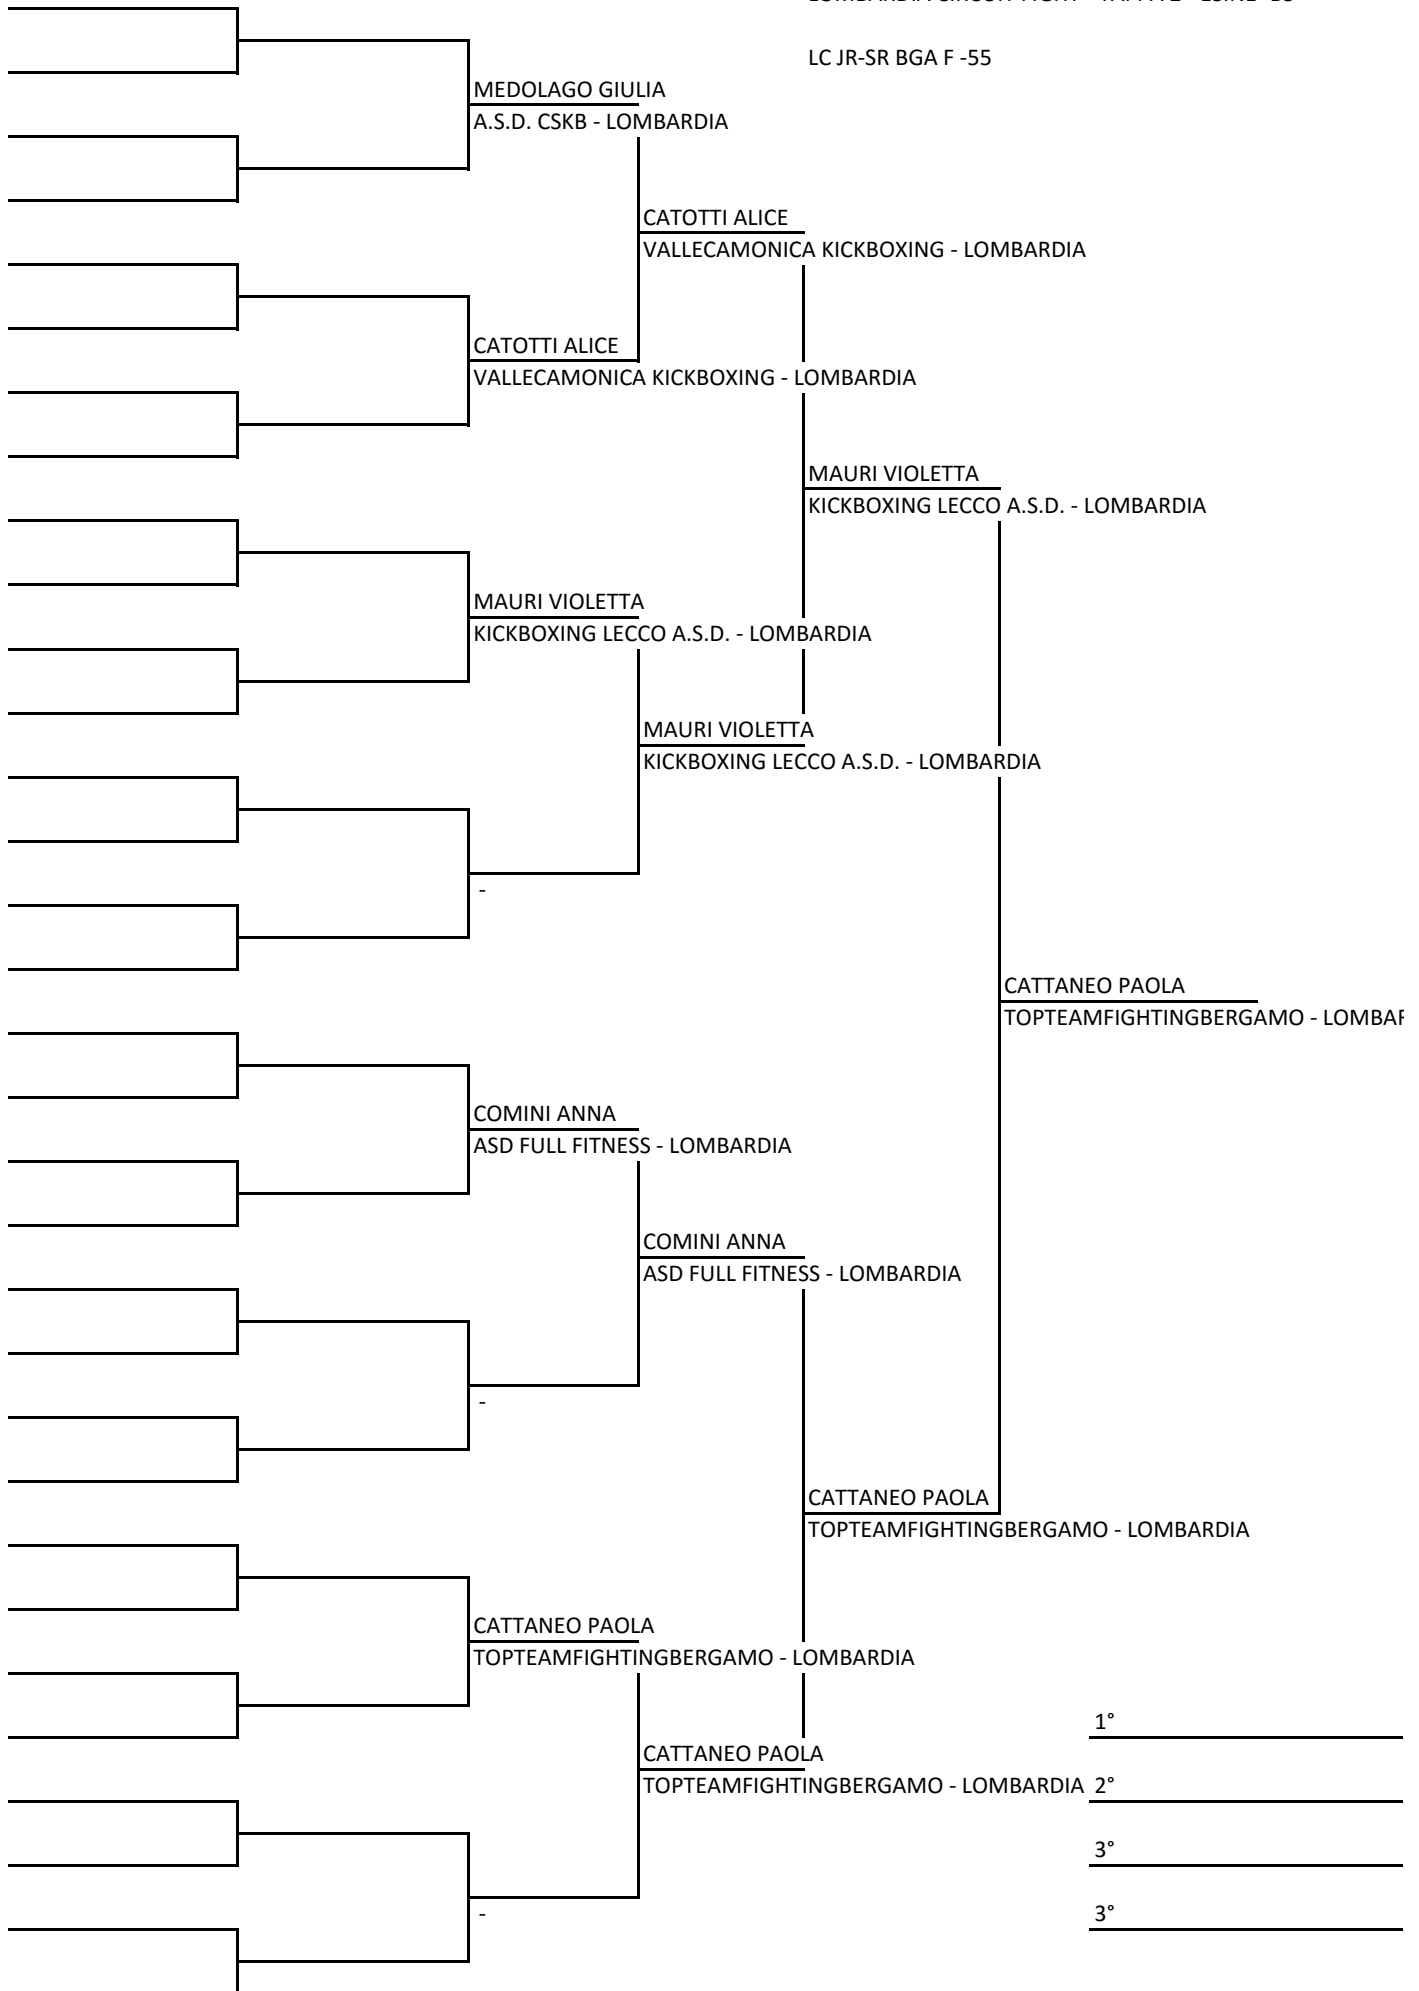 LC JR-SR BGA F -55
MEDOLAGO GIULIA
A.S.D. CSKB - LOMBARDIA
CATOTTI ALICE
VALLECAMONICA KICKBOXING - LOMBARDIA
CATOTTI ALICE
VALLECAMONICA KICKBOXING - LOMBARDIA
MAURI VIOLETTA
KICKBOXING LECCO A.S.D. - LOMBARDIA
MAURI VIOLETTA
KICKBOXING LECCO A.S.D. - LOMBARDIA
MAURI VIOLETTA
KICKBOXING LECCO A.S.D. - LOMBARDIA
-
CATTANEO PAOLA
TOPTEAMFIGHTINGBERGAMO - LOMBAR
COMINI ANNA
ASD FULL FITNESS - LOMBARDIA
COMINI ANNA
ASD FULL FITNESS - LOMBARDIA
-
CATTANEO PAOLA
TOPTEAMFIGHTINGBERGAMO - LOMBARDIA
CATTANEO PAOLA
TOPTEAMFIGHTINGBERGAMO - LOMBARDIA
1°
CATTANEO PAOLA
TOPTEAMFIGHTINGBERGAMO - LOMBARDIA
2°
3°
-
3°